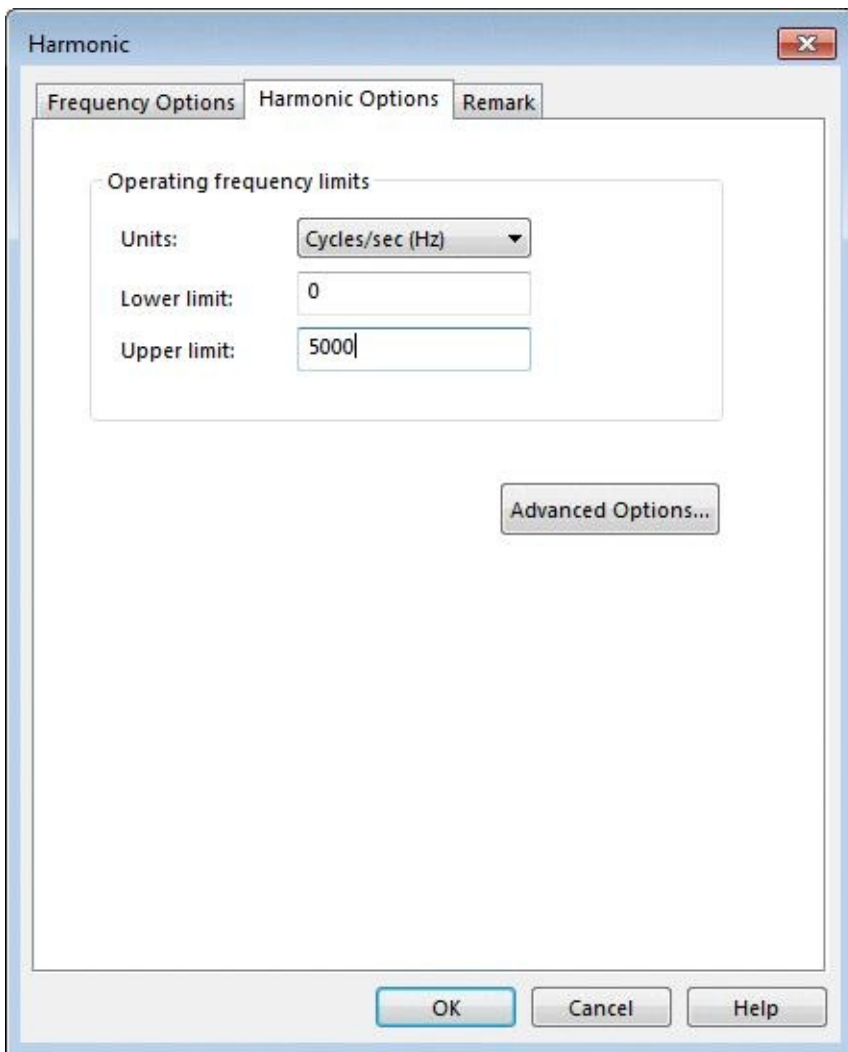 Harmonic
Frequency Options Harmonic Options Remark
Operating frequency limits
Units: Cycles/sec (Hz)
Lower limit: 0
Upper limit: 5000
Advanced Options...
OK Cancel Help